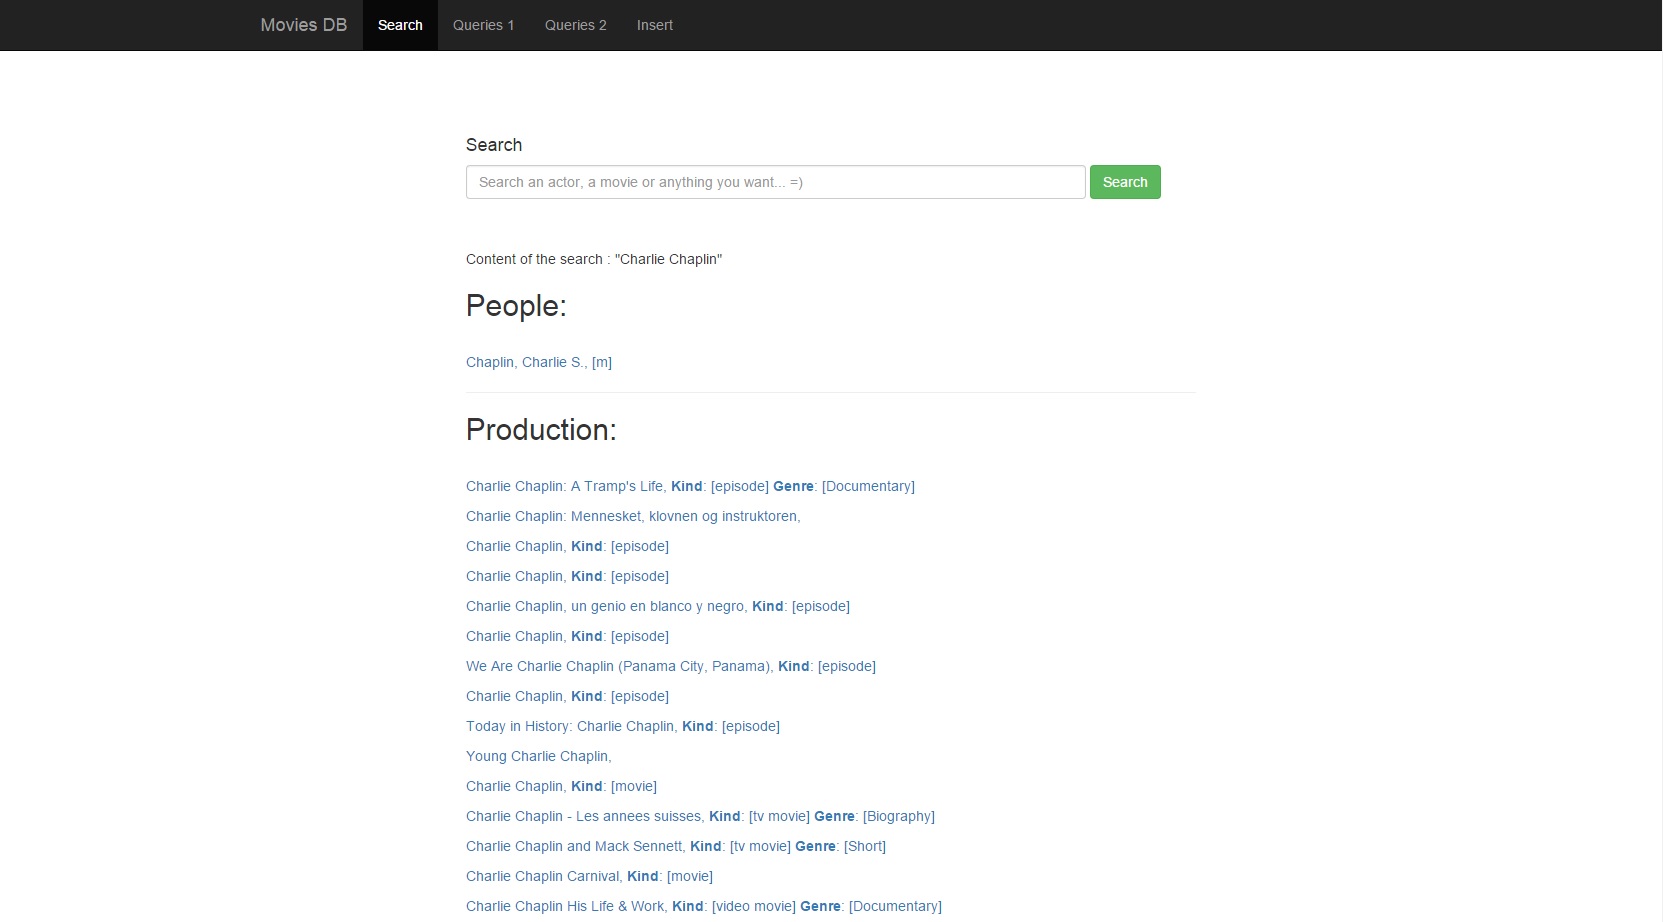 Movies DB Search Queries 1 Queries 2 Insert
Search
Search an actor, a movie or anything you want... =) Search
Content of the search : "Charlie Chaplin"
People:
Chaplin, Charlie S., [m]
Production:
Charlie Chaplin: A Tramp's Life, Kind: [episode] Genre: [Documentary]
Charlie Chaplin: Mennesket, klovnen og instruktoren,
Charlie Chaplin, Kind: [episode]
Charlie Chaplin, Kind: [episode]
Charlie Chaplin, un genio en blanco y negro, Kind: [episode]
Charlie Chaplin, Kind: [episode]
We Are Charlie Chaplin (Panama City, Panama), Kind: [episode]
Charlie Chaplin, Kind: [episode]
Today in History: Charlie Chaplin, Kind: [episode]
Young Charlie Chaplin,
Charlie Chaplin, Kind: [movie]
Charlie Chaplin - Les annees suisses, Kind: [tv movie] Genre: [Biography]
Charlie Chaplin and Mack Sennett, Kind: [tv movie] Genre: [Short]
Charlie Chaplin Carnival, Kind: [movie]
Charlie Chaplin His Life & Work, Kind: [video movie] Genre: [Documentary]